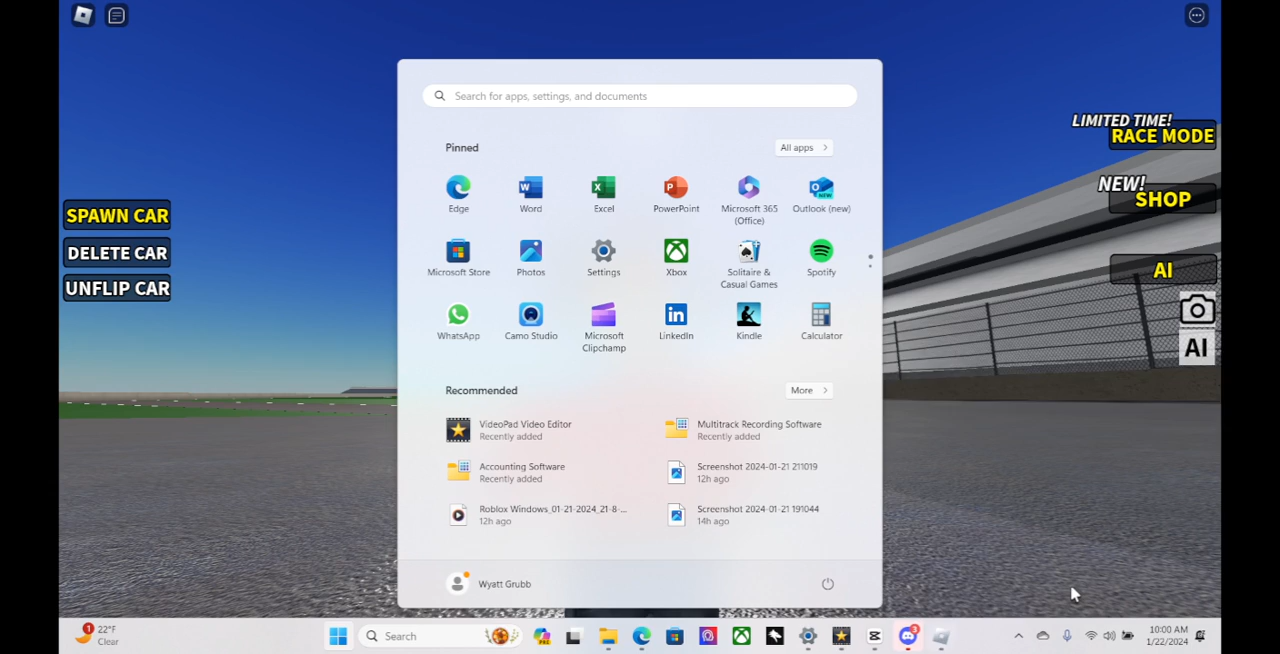 LIMITED TIME!
RACE MODE
NEW!
SHOP
AI
AI
SPAWN CAR
DELETE CAR
UNFLIP CAR
Search for apps, settings, and documents
Pinned
All apps
Edge
Word
Excel
PowerPoint
Microsoft 365
(Office)
Outlook (new)
Microsoft Store
Photos
Settings
Xbox
Solitaire &
Casual Games
Spotify
WhatsApp
Camo Studio
Microsoft
Clipchamp
LinkedIn
Kindle
Calculator
Recommended
More
VideoPad Video Editor
Recently added
Multitrack Recording Software
Recently added
Accounting Software
Recently added
Screenshot 2024-01-21 211019
12h ago
Roblox Windows_01-21-2024_21-8-...
12h ago
Screenshot 2024-01-21 191044
14h ago
Wyatt Grubb
1
22°F
Clear
Search
3
10:00 AM
1/22/2024